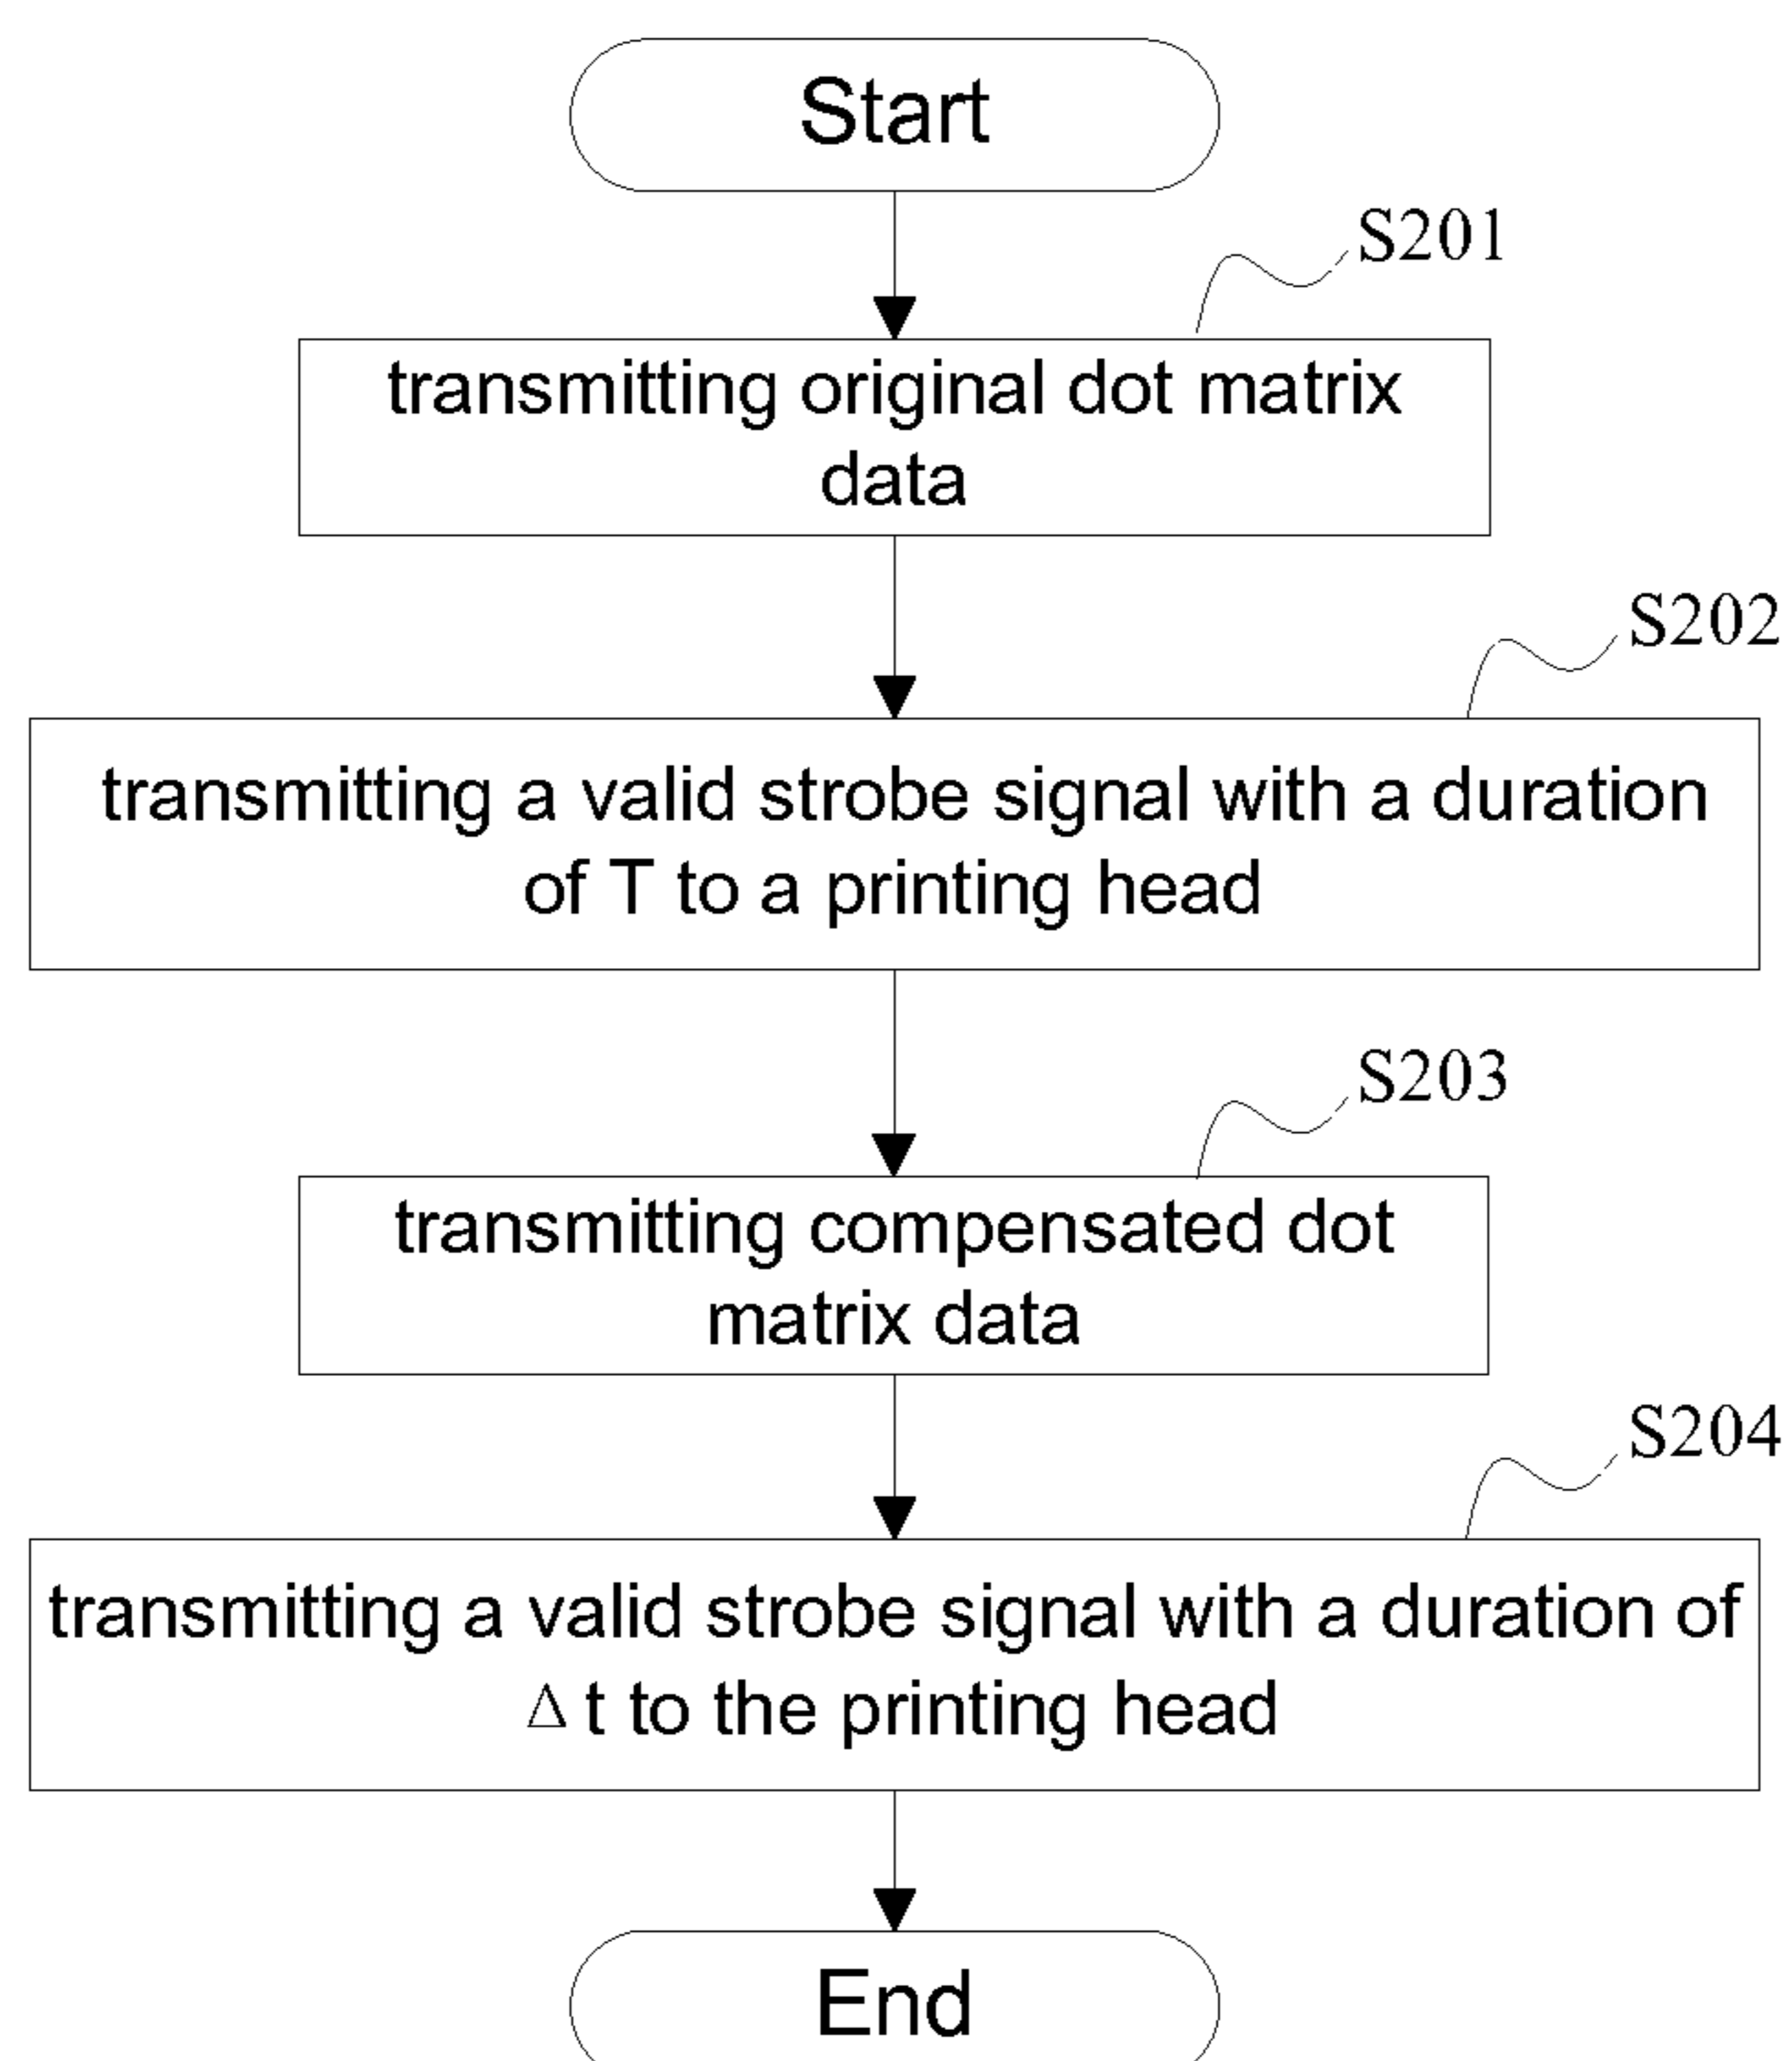 Start
S201
transmitting original dot matrix
data
S202
transmitting a valid strobe signal with a duration
of T to a printing head
S203
transmitting compensated dot
matrix data
S204
transmitting a valid strobe signal with a duration of
Δ t to the printing head
End